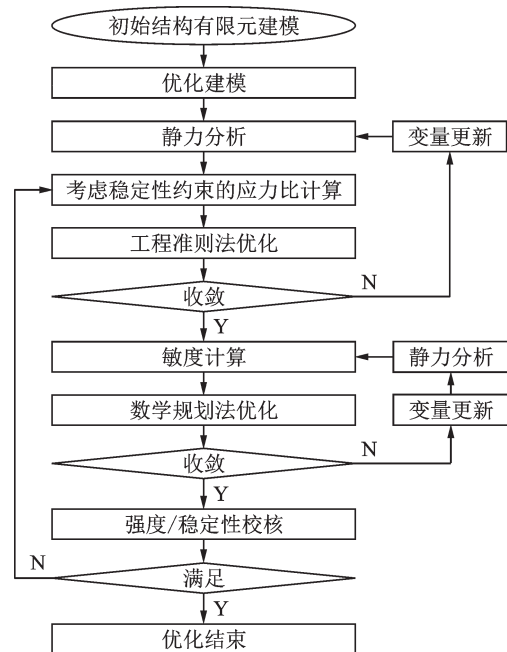 初始结构有限元建模
优化建模
静力分析
变量更新
考虑稳定性约束的应力比计算
工程准则法优化
收敛
N
Y
敏度计算
静力分析
数学规划法优化
变量更新
收敛
N
Y
强度/稳定性校核
N
满足
Y
优化结束